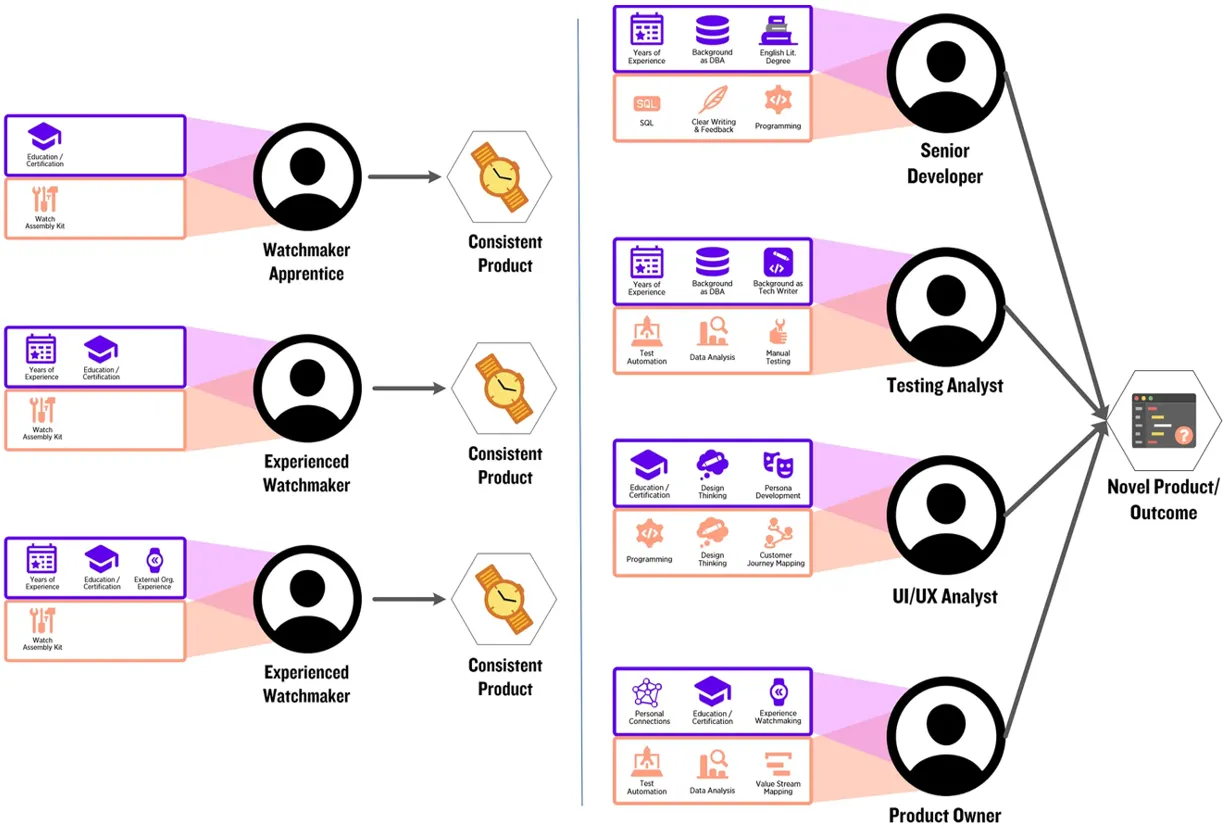 Education /
Certification
Watch
Assembly Kit
Watchmaker
Apprentice
Consistent
Product
Years of
Experience
Education /
Certification
Watch
Assembly Kit
Experienced
Watchmaker
Consistent
Product
Years of
Experience
Education /
Certification
External Org.
Experience
Watch
Assembly Kit
Experienced
Watchmaker
Consistent
Product
Years of
Experience
Background
as DBA
English Lit.
Degree
SQL
SQL
Clear Writing
& Feedback
Programming
Senior
Developer
Years of
Experience
Background
as DBA
Background as
Tech Writer
Test
Automation
Data Analysis
Manual
Testing
Testing Analyst
Education /
Certification
Design
Thinking
Persona
Development
Programming
Design
Thinking
Customer
Journey Mapping
UI/UX Analyst
Personal
Connections
Education /
Certification
Experience
Watchmaking
Test
Automation
Data Analysis
Value Stream
Mapping
Product Owner
?
Novel Product/
Outcome